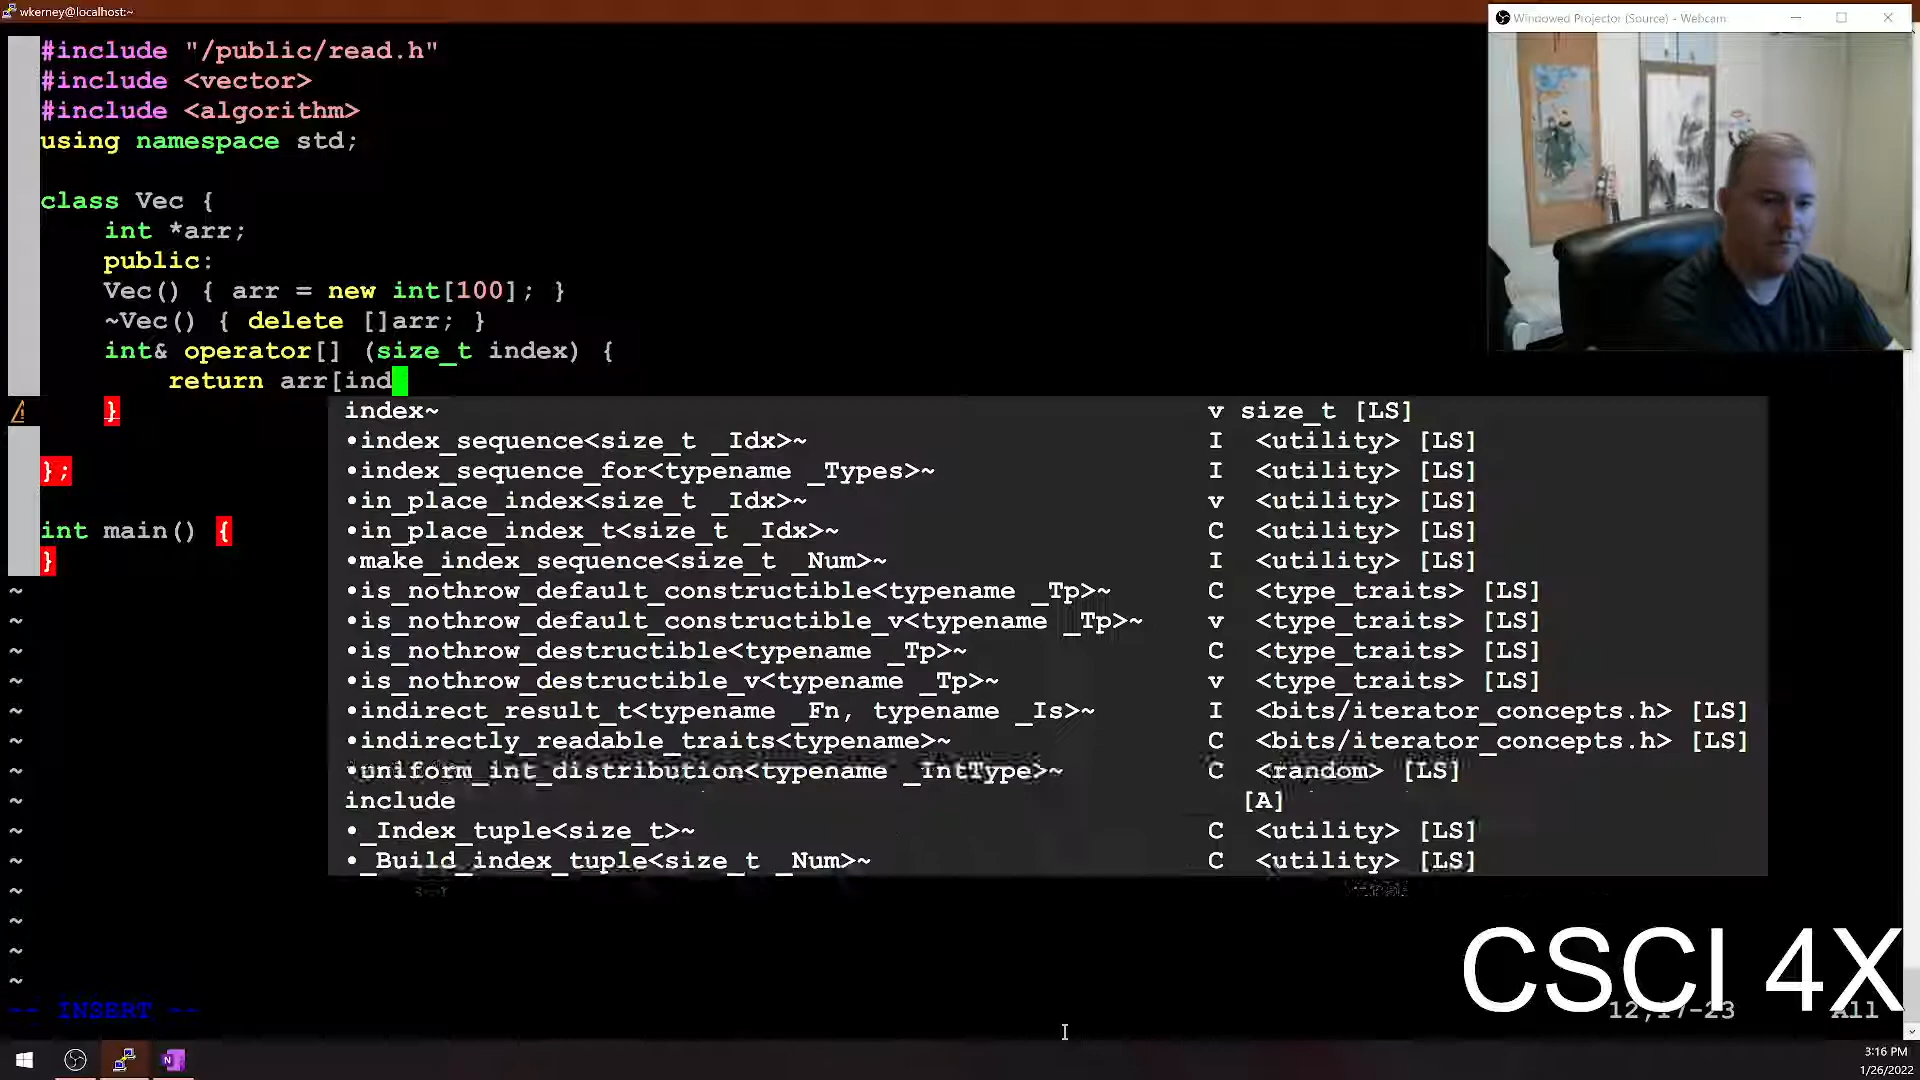 wkerney@localhost:~
Windowed Projector (Source) - Webcam
#include "/public/read.h"
#include <vector>
#include <algorithm>
using namespace std;
class Vec {
int *arr;
public:
Vec() { arr = new int[100]; }
~Vec() { delete []arr; }
int& operator[] (size_t index) {
return arr[ind
}
};
int main() {
}
index~ v size_t [LS]
•index_sequence<size_t _Idx>~ I <utility> [LS]
•index_sequence_for<typename _Types>~ I <utility> [LS]
•in_place_index<size_t _Idx>~ v <utility> [LS]
•in_place_index_t<size_t _Idx>~ C <utility> [LS]
•make_index_sequence<size_t _Num>~ I <utility> [LS]
•is_nothrow_default_constructible<typename _Tp>~ C <type_traits> [LS]
•is_nothrow_default_constructible_v<typename _Tp>~ v <type_traits> [LS]
•is_nothrow_destructible<typename _Tp>~ C <type_traits> [LS]
•is_nothrow_destructible_v<typename _Tp>~ v <type_traits> [LS]
•indirect_result_t<typename _Fn, typename _Is>~ I <bits/iterator_concepts.h> [LS]
•indirectly_readable_traits<typename>~ C <bits/iterator_concepts.h> [LS]
•uniform_int_distribution<typename _IntType>~ C <random> [LS]
include [A]
•_Index_tuple<size_t>~ C <utility> [LS]
•_Build_index_tuple<size_t _Num>~ C <utility> [LS]
~
~
~
~
~
~
~
~
~
~
~
~
~
~
-- INSERT --
12,17-23 All
CSCI 4X
3:16 PM
1/26/2022